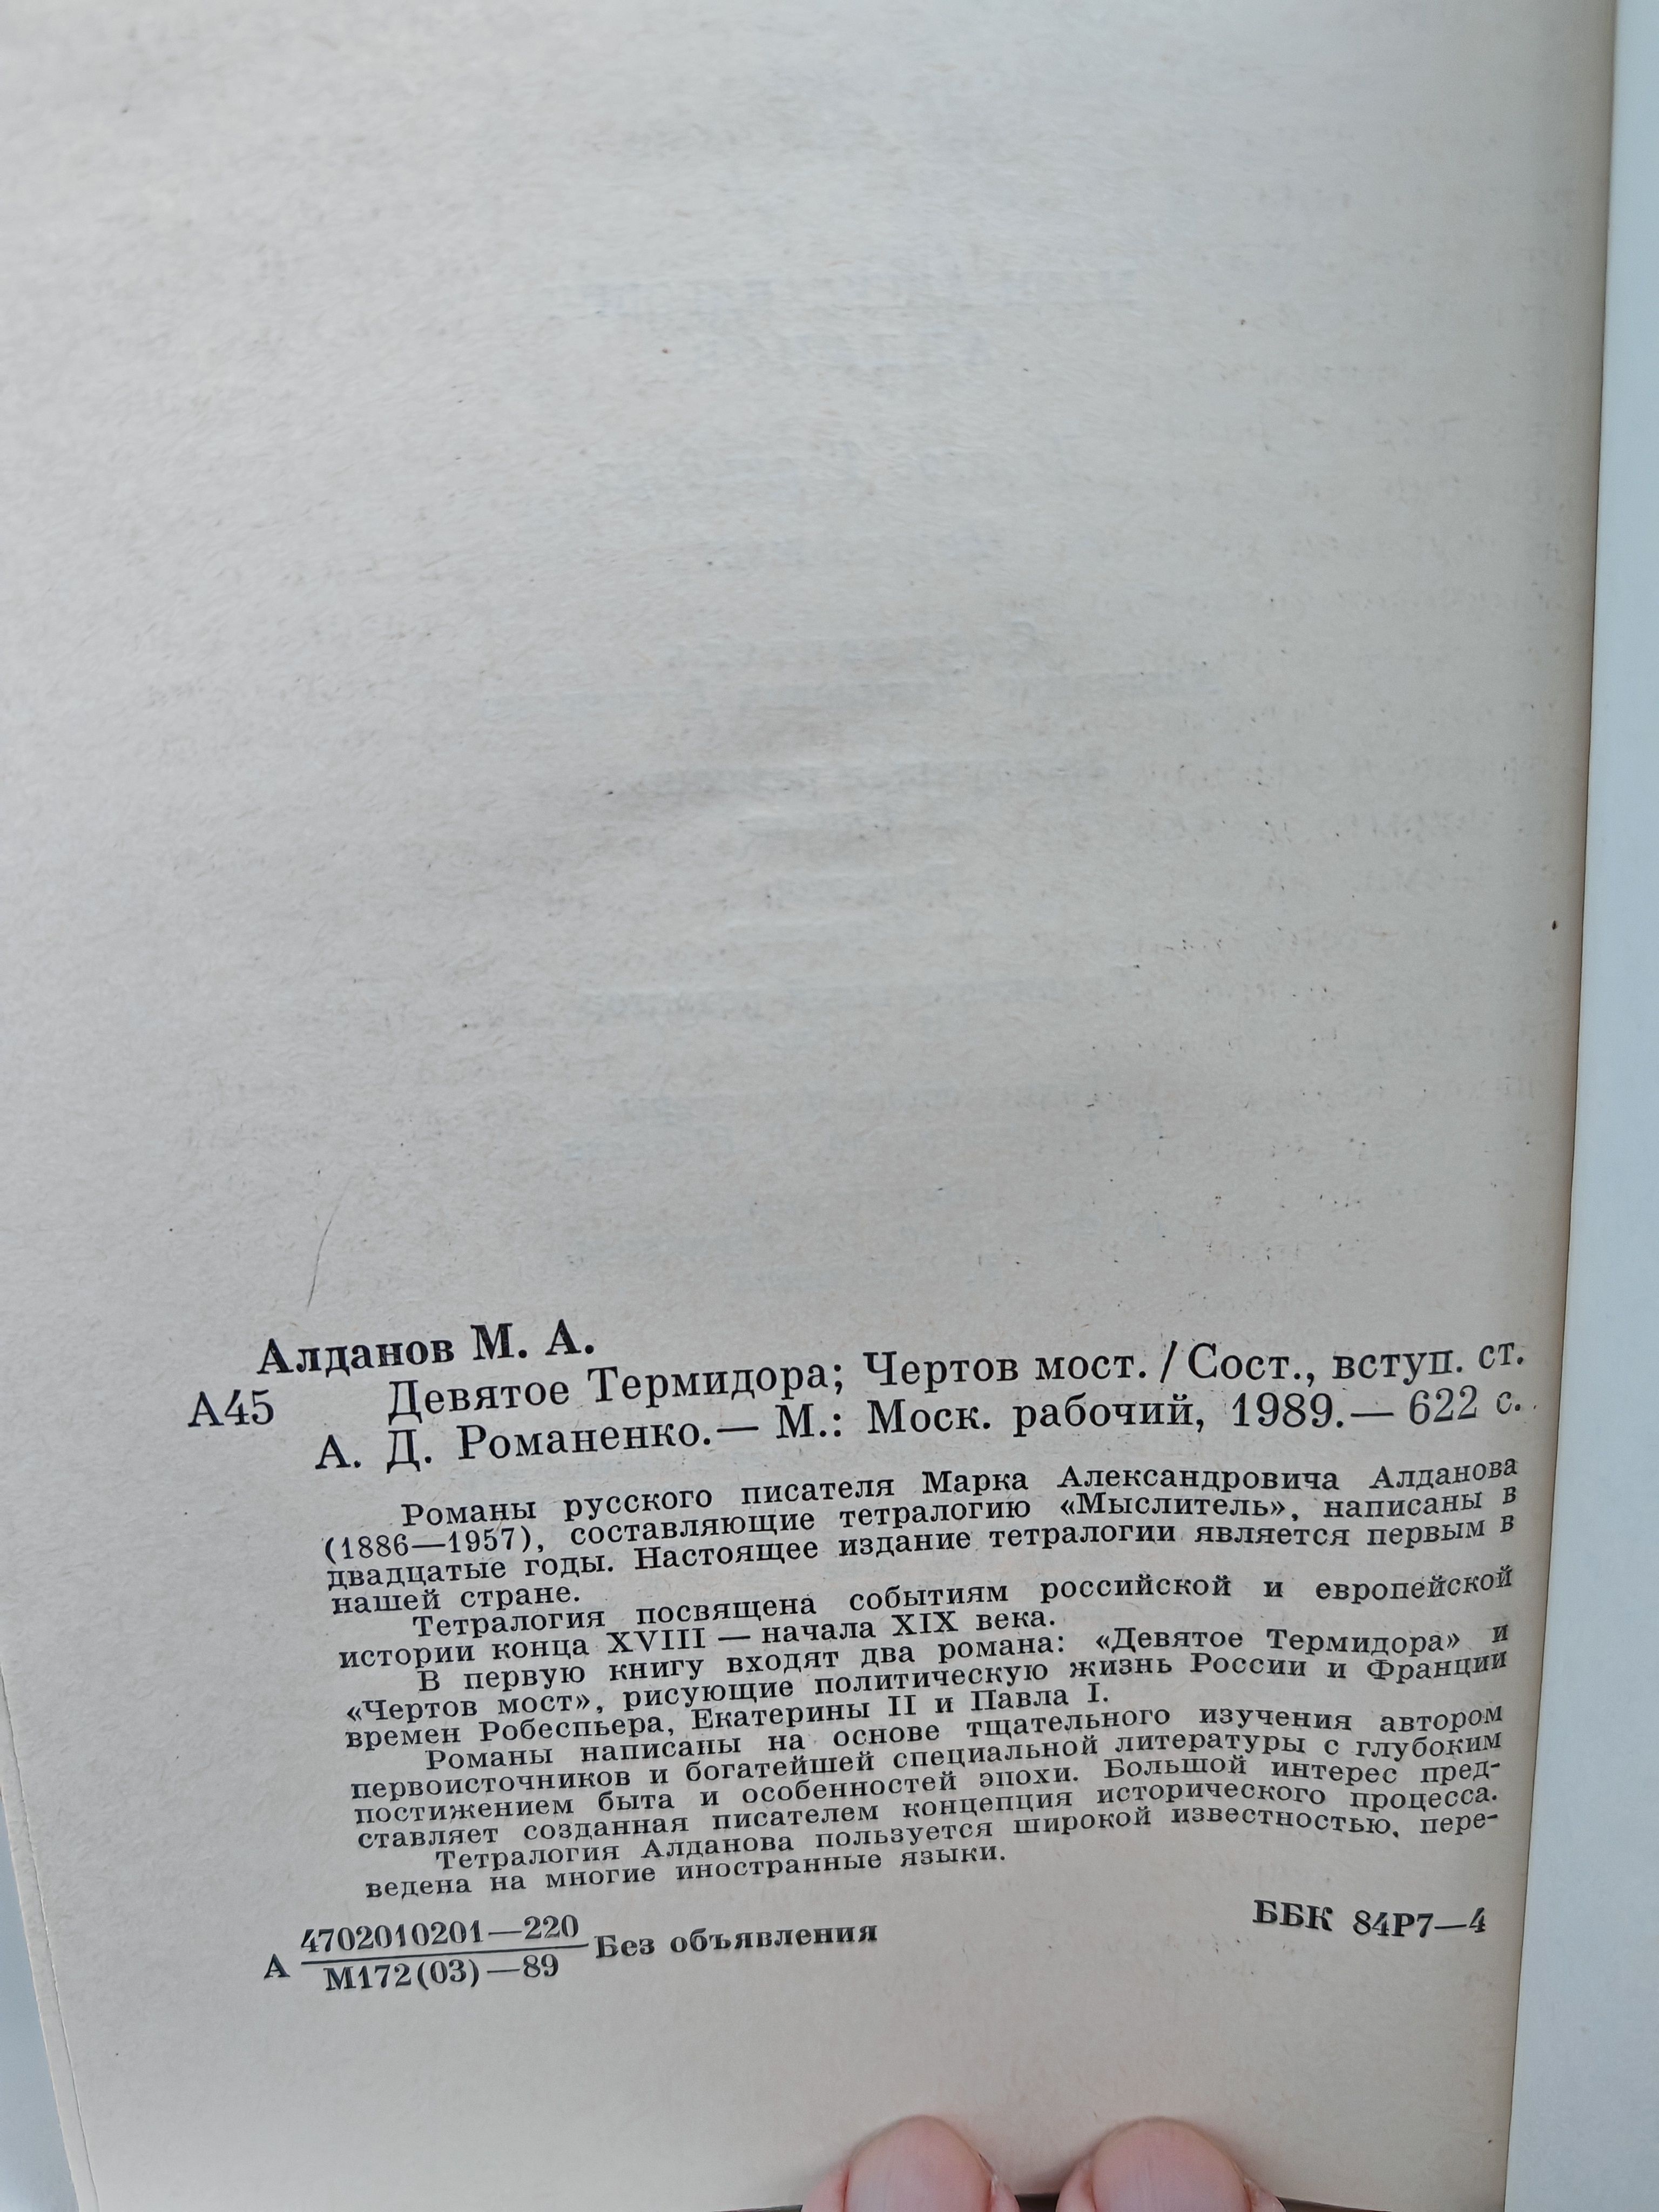 Алданов М. А.
А45 Девятое Термидора; Чертов мост. / Сост., вступ. ст.
А. Д. Романенко.— М.: Моск. рабочий, 1989.— 622 с.
Романы русского писателя Марка Александровича Алданова
(1886—1957), составляющие тетралогию «Мыслитель», написаны в
двадцатые годы. Настоящее издание тетралогии является первым в
нашей стране.
Тетралогия посвящена событиям российской и европейской
истории конца XVIII — начала XIX века.
В первую книгу входят два романа: «Девятое Термидора» и
«Чертов мост», рисующие политическую жизнь России и Франции
времен Робеспьера, Екатерины II и Павла I.
Романы написаны на основе тщательного изучения автором
первоисточников и богатейшей специальной литературы с глубоким
постижением быта и особенностей эпохи. Большой интерес пред-
ставляет созданная писателем концепция исторического процесса.
Тетралогия Алданова пользуется широкой известностью, пере-
ведена на многие иностранные языки.
4702010201—220
А Без объявления ББК 84Р7—4
М172(03)—89